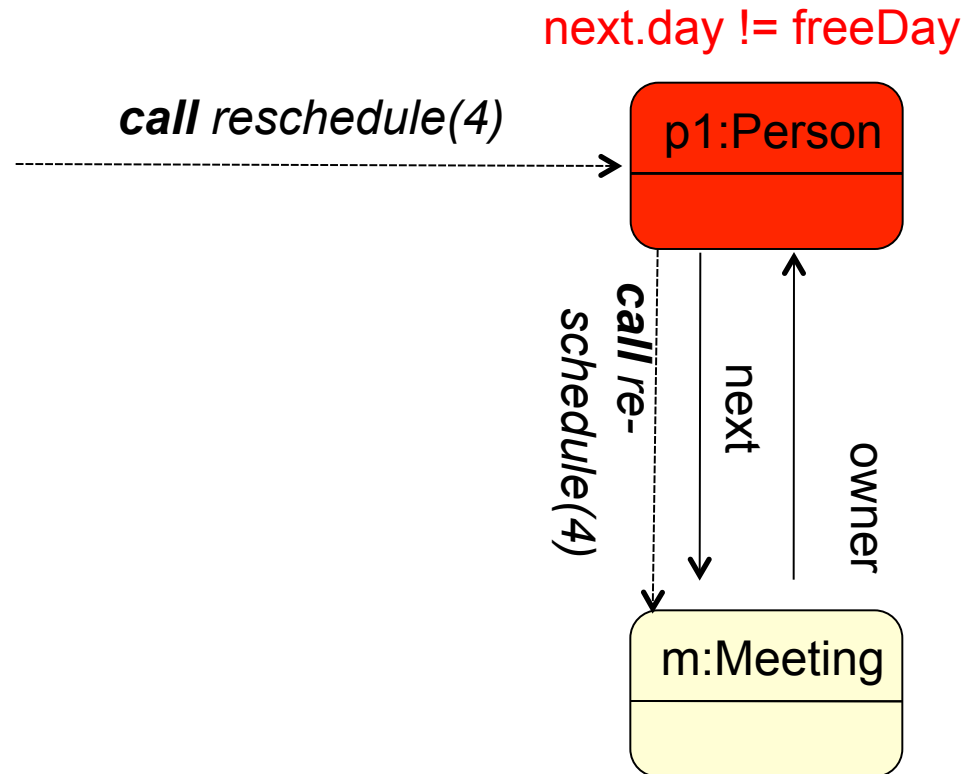 next.day != freeDay
call reschedule(4)
p1:Person
call re-
schedule(4)
next
owner
m:Meeting